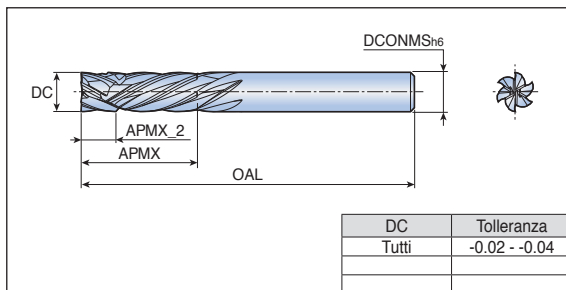 DCONMSh6
DC
APMX_2
APMX
OAL
DC Tolleranza
Tutti -0.02 - -0.04